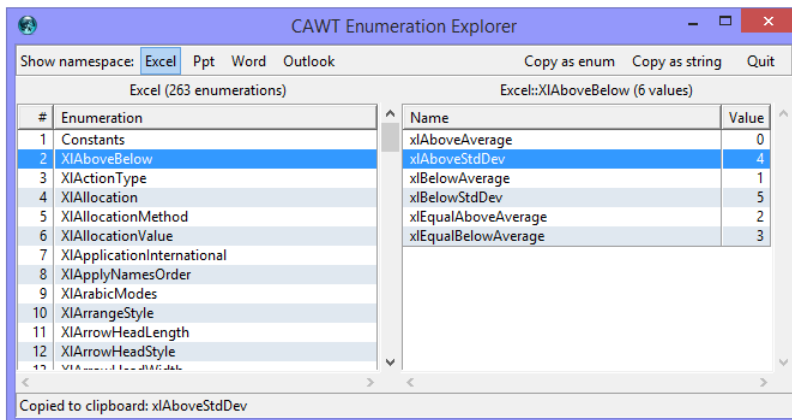 CAWT Enumeration Explorer
Show namespace: Excel Ppt Word Outlook Copy as enum Copy as string Quit
Excel (263 enumerations) Excel::XlAboveBelow (6 values)
# Enumeration Name Value
1 Constants xlAboveAverage 0
2 XlAboveBelow xlAboveStdDev 4
3 XlActionType xlBelowAverage 1
4 XlAllocation xlBelowStdDev 5
5 XlAllocationMethod xlEqualAboveAverage 2
6 XlAllocationValue xlEqualBelowAverage 3
7 XlApplicationInternational
8 XlApplyNamesOrder
9 XlArabicModes
10 XlArrangeStyle
11 XlArrowHeadLength
12 XlArrowHeadStyle
13 XlArrowHeadWidth
Copied to clipboard: xlAboveStdDev